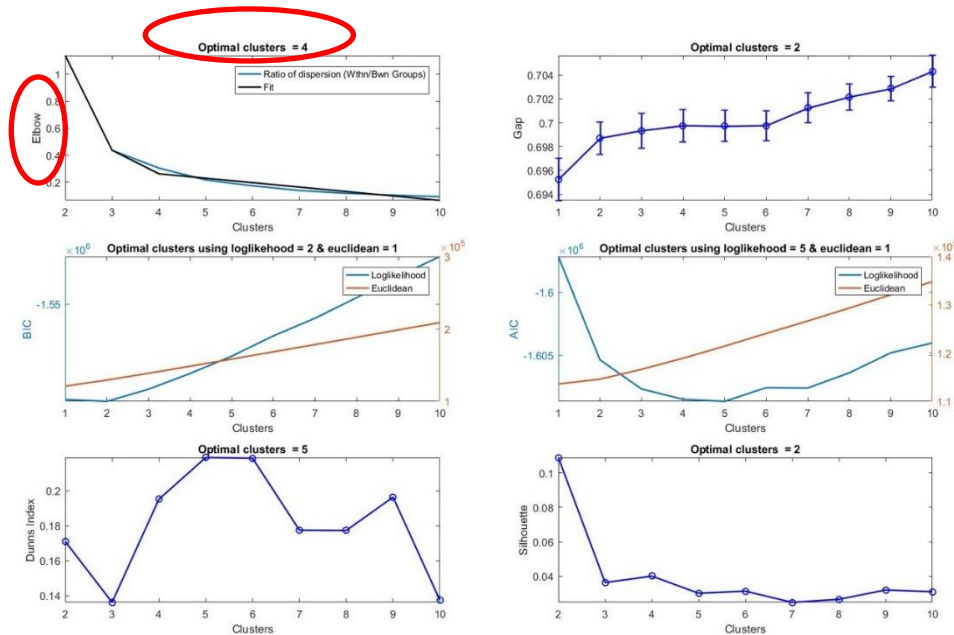 Optimal clusters = 4
Elbow
1
0.8
0.6
0.4
0.2
Ratio of dispersion (Wthn/Bwn Groups)
Fit
2 3 4 5 6 7 8 9 10
Clusters
Optimal clusters = 2
Gap
0.704
0.702
0.7
0.698
0.696
0.694
1 2 3 4 5 6 7 8 9 10
Clusters
Optimal clusters using loglikehood = 2 & euclidean = 1
×10⁶
×10⁵
BIC
-1.55
3
2
1
Loglikelihood
Euclidean
1 2 3 4 5 6 7 8 9 10
Clusters
Optimal clusters using loglikehood = 5 & euclidean = 1
×10⁶
AIC
-1.6
-1.605
1.4
1.3
1.2
1.1
Loglikelihood
Euclidean
1 2 3 4 5 6 7 8 9 10
Clusters
Optimal clusters = 5
Dunns Index
0.2
0.18
0.16
0.14
2 3 4 5 6 7 8 9 10
Clusters
Optimal clusters = 2
Silhouette
0.1
0.08
0.06
0.04
2 3 4 5 6 7 8 9 10
Clusters